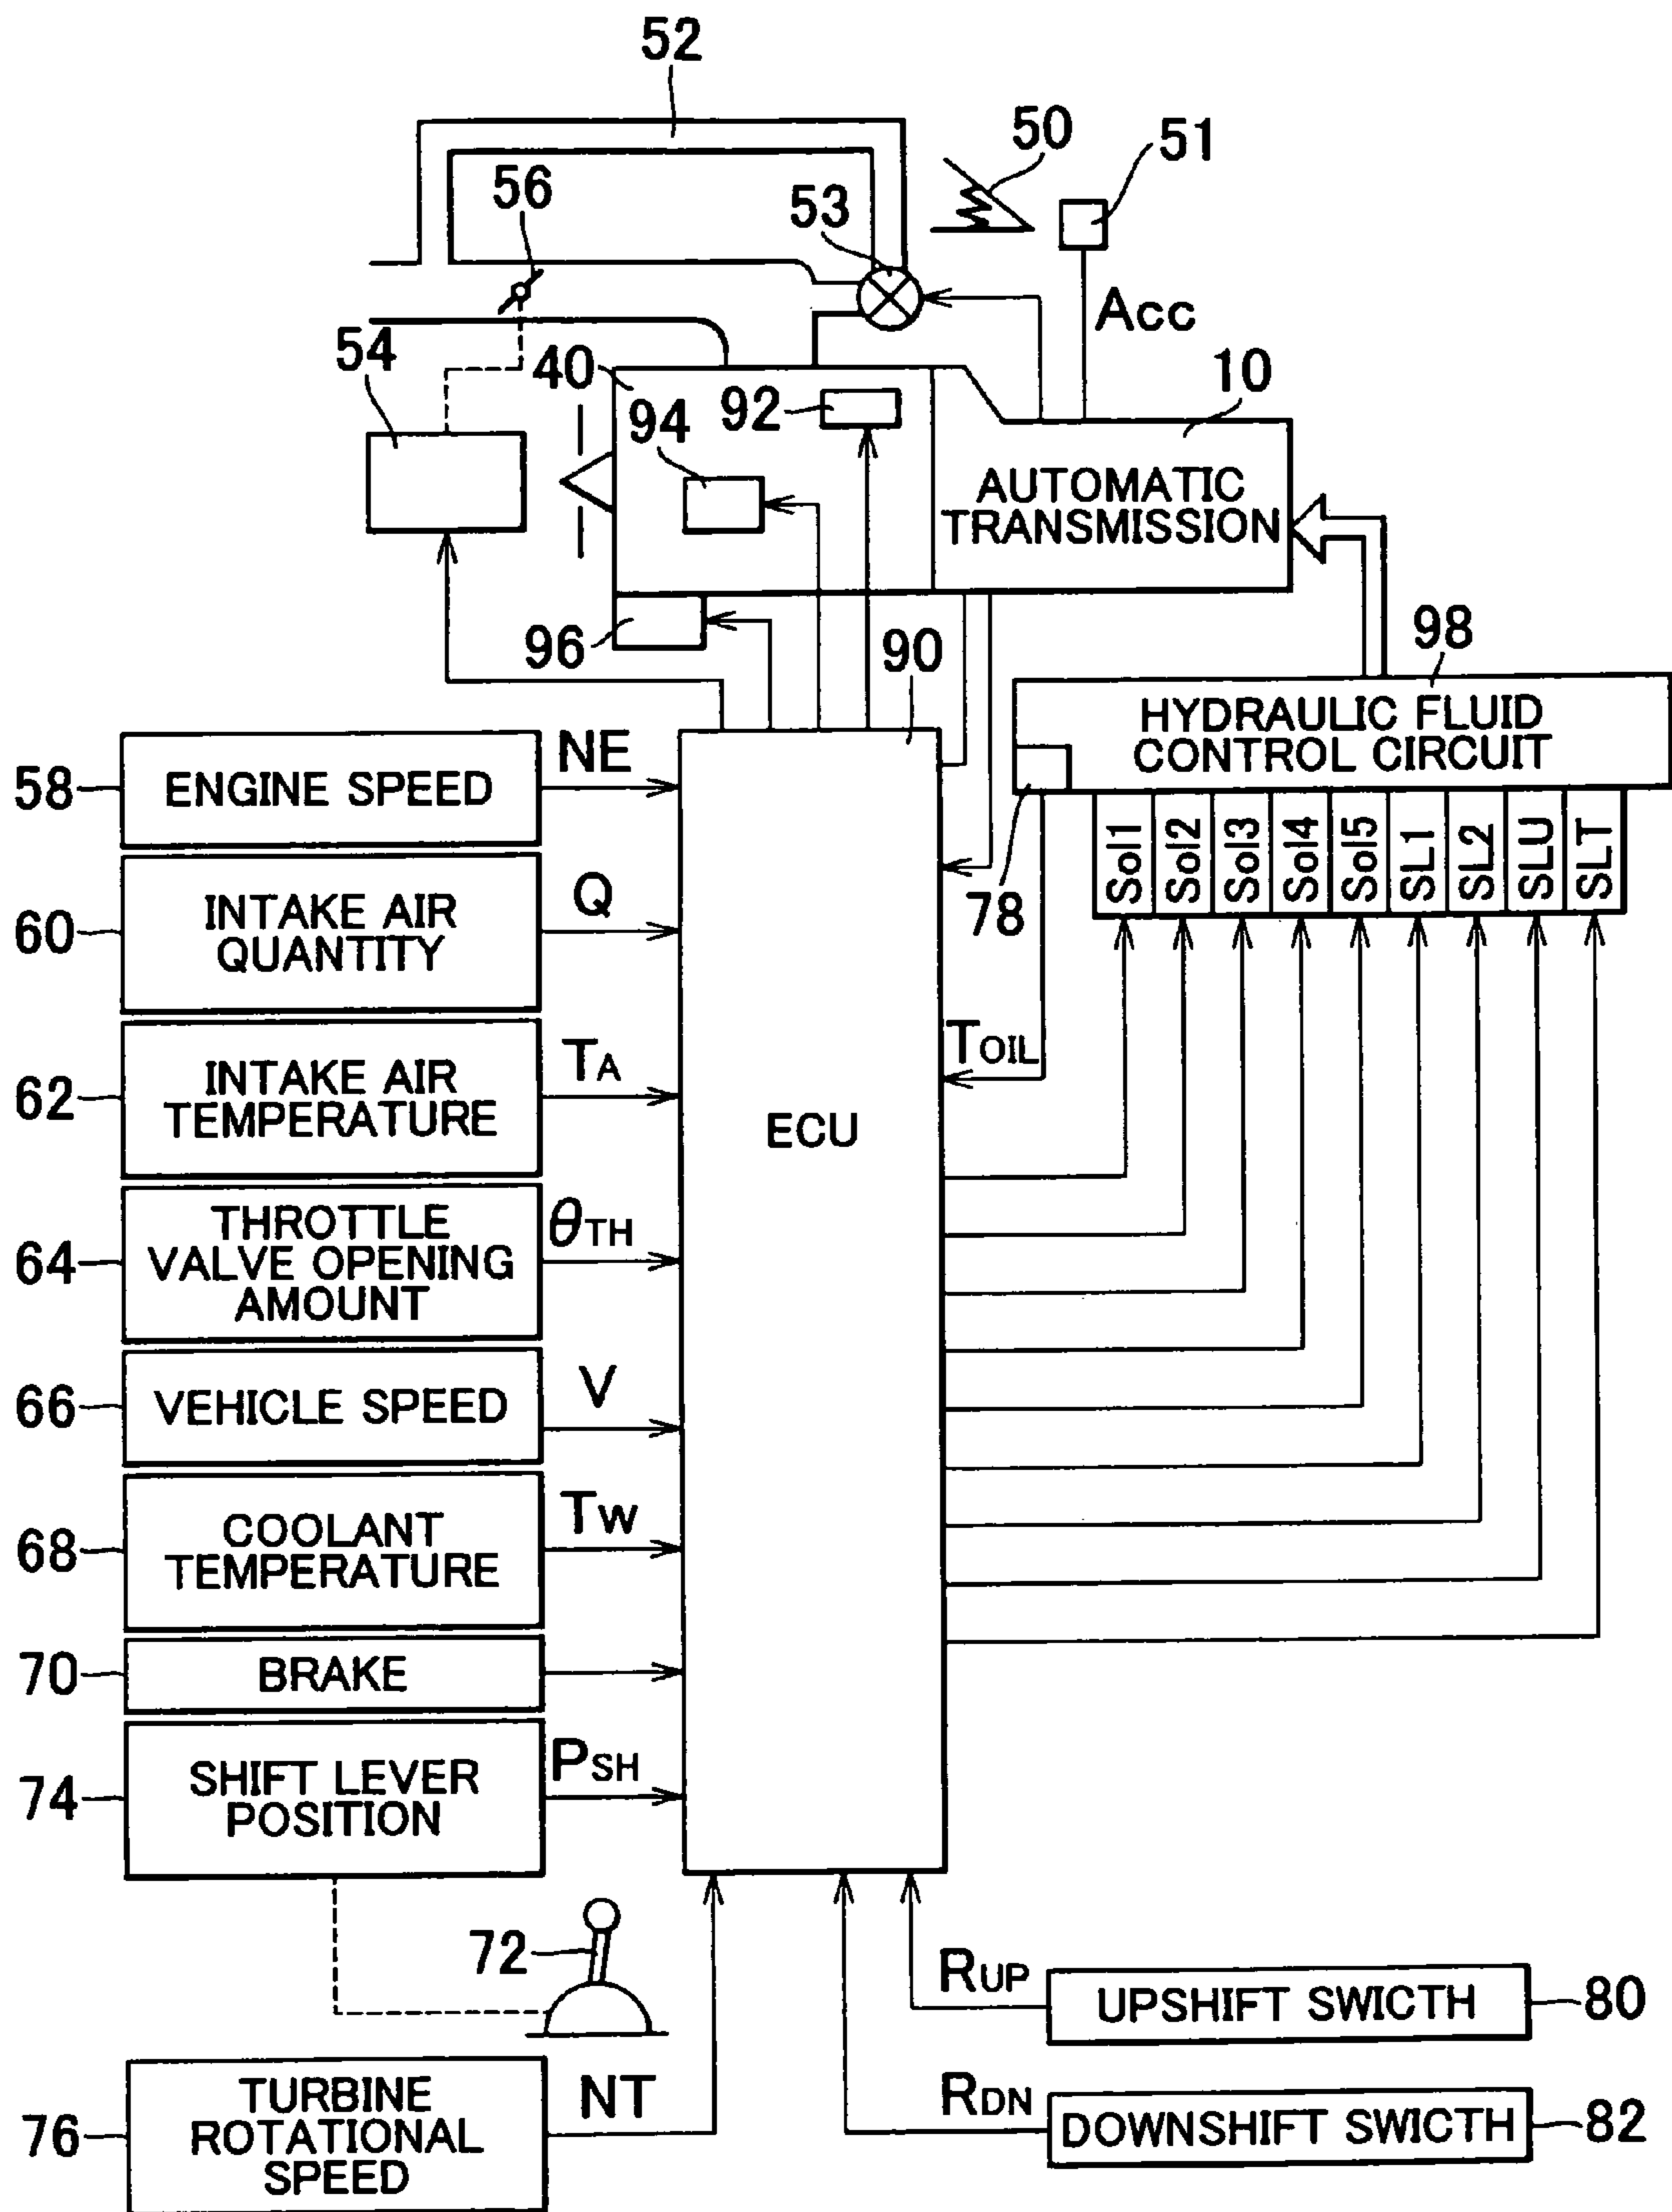 52
50
51
56
53
Acc
54
40
10
92
94
AUTOMATIC
TRANSMISSION
96
90
98
HYDRAULIC FLUID
CONTROL CIRCUIT
58
ENGINE SPEED
NE
78
Sol1
Sol2
Sol3
Sol4
Sol5
SL1
SL2
SLU
SLT
60
INTAKE AIR
QUANTITY
Q
62
INTAKE AIR
TEMPERATURE
TA
TOIL
ECU
64
THROTTLE
VALVE OPENING
AMOUNT
θTH
66
VEHICLE SPEED
V
68
COOLANT
TEMPERATURE
TW
70
BRAKE
74
SHIFT LEVER
POSITION
PSH
72
RUP
UPSHIFT SWICTH
80
76
TURBINE
ROTATIONAL
SPEED
NT
RDN
DOWNSHIFT SWICTH
82